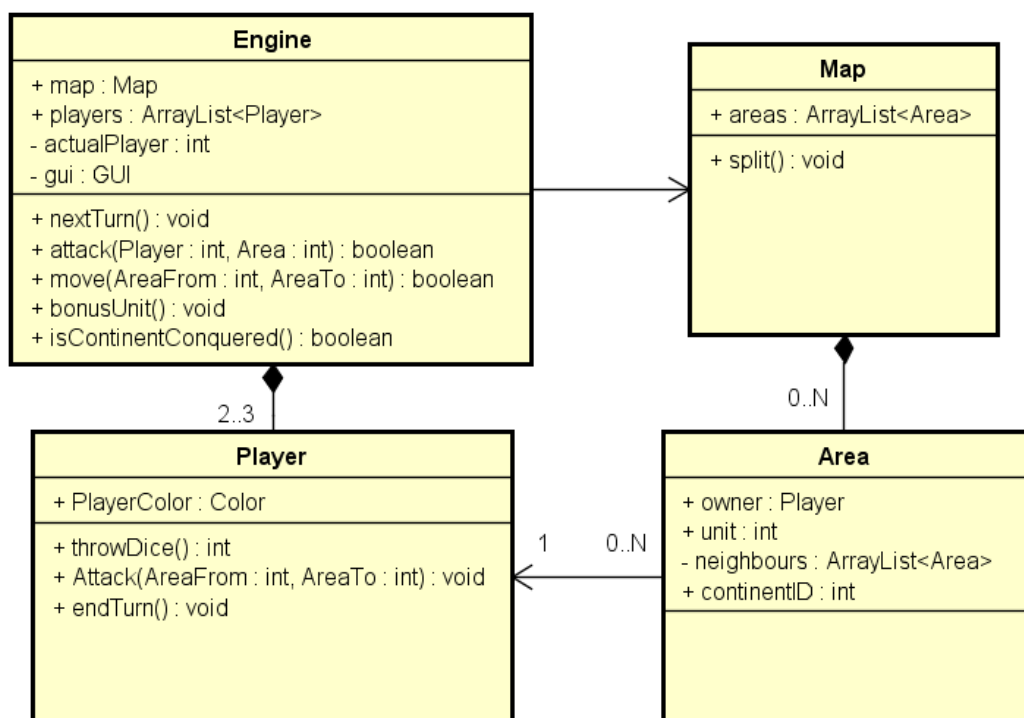 Engine
+ map : Map
+ players : ArrayList<Player>
- actualPlayer : int
- gui : GUI
+ nextTurn() : void
+ attack(Player : int, Area : int) : boolean
+ move(AreaFrom : int, AreaTo : int) : boolean
+ bonusUnit() : void
+ isContinentConquered() : boolean
Map
+ areas : ArrayList<Area>
+ split() : void
2..3
0..N
Player
+ PlayerColor : Color
+ throwDice() : int
+ Attack(AreaFrom : int, AreaTo : int) : void
+ endTurn() : void
1
0..N
Area
+ owner : Player
+ unit : int
- neighbours : ArrayList<Area>
+ continentID : int